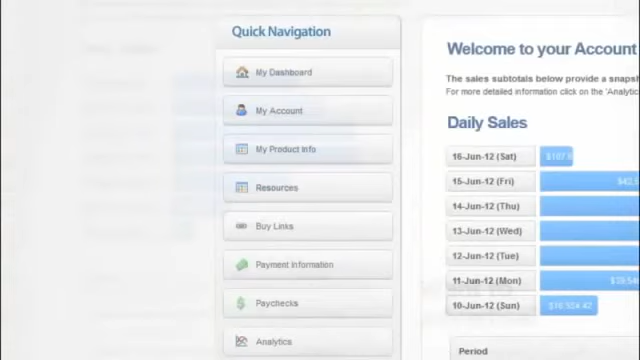 Quick Navigation
My Dashboard
My Account
My Product Info
Resources
Buy Links
Payment Information
Paychecks
Analytics
Welcome to your Account
The sales subtotals below provide a snaps
For more detailed information click on the 'Analytic
Daily Sales
16-Jun-12 (Sat)
15-Jun-12 (Fri)
14-Jun-12 (Thu)
13-Jun-12 (Wed)
12-Jun-12 (Tue)
11-Jun-12 (Mon)
10-Jun-12 (Sun)
Period